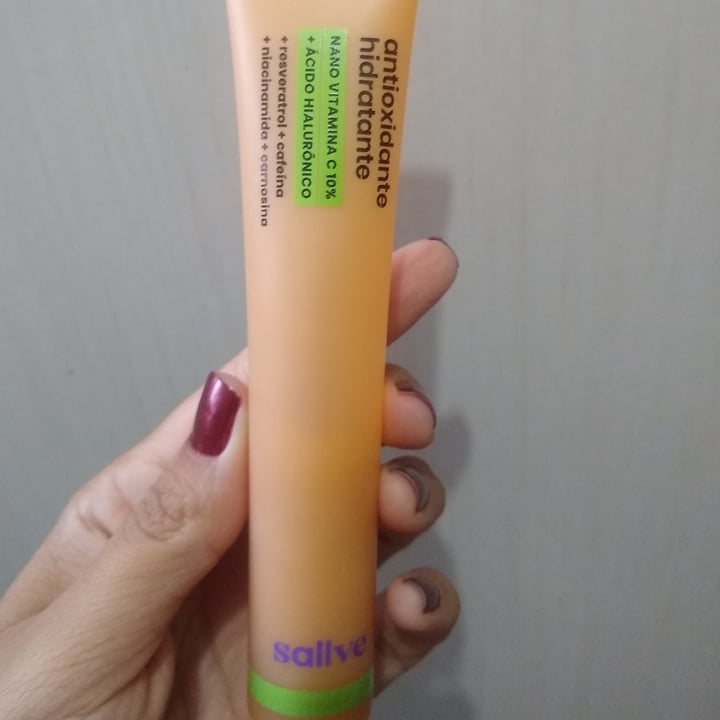 antioxidante
hidratante
NANO VITAMINA C 10%
+ ÁCIDO HIALURÔNICO
+ resveratrol + cafeína
+ niacinamida + carnosina
sallve